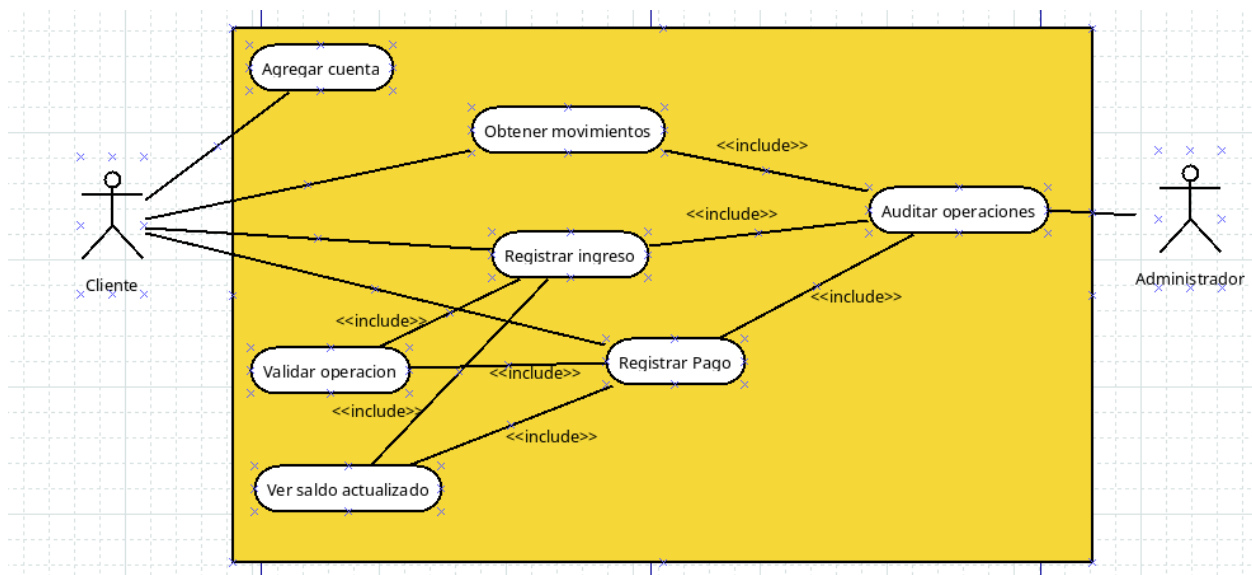 Agregar cuenta
Obtener movimientos
<<include>>
Auditar operaciones
<<include>>
Registrar ingreso
Cliente
Administrador
<<include>>
<<include>>
Validar operacion
<<include>>
Registrar Pago
<<include>>
<<include>>
Ver saldo actualizado